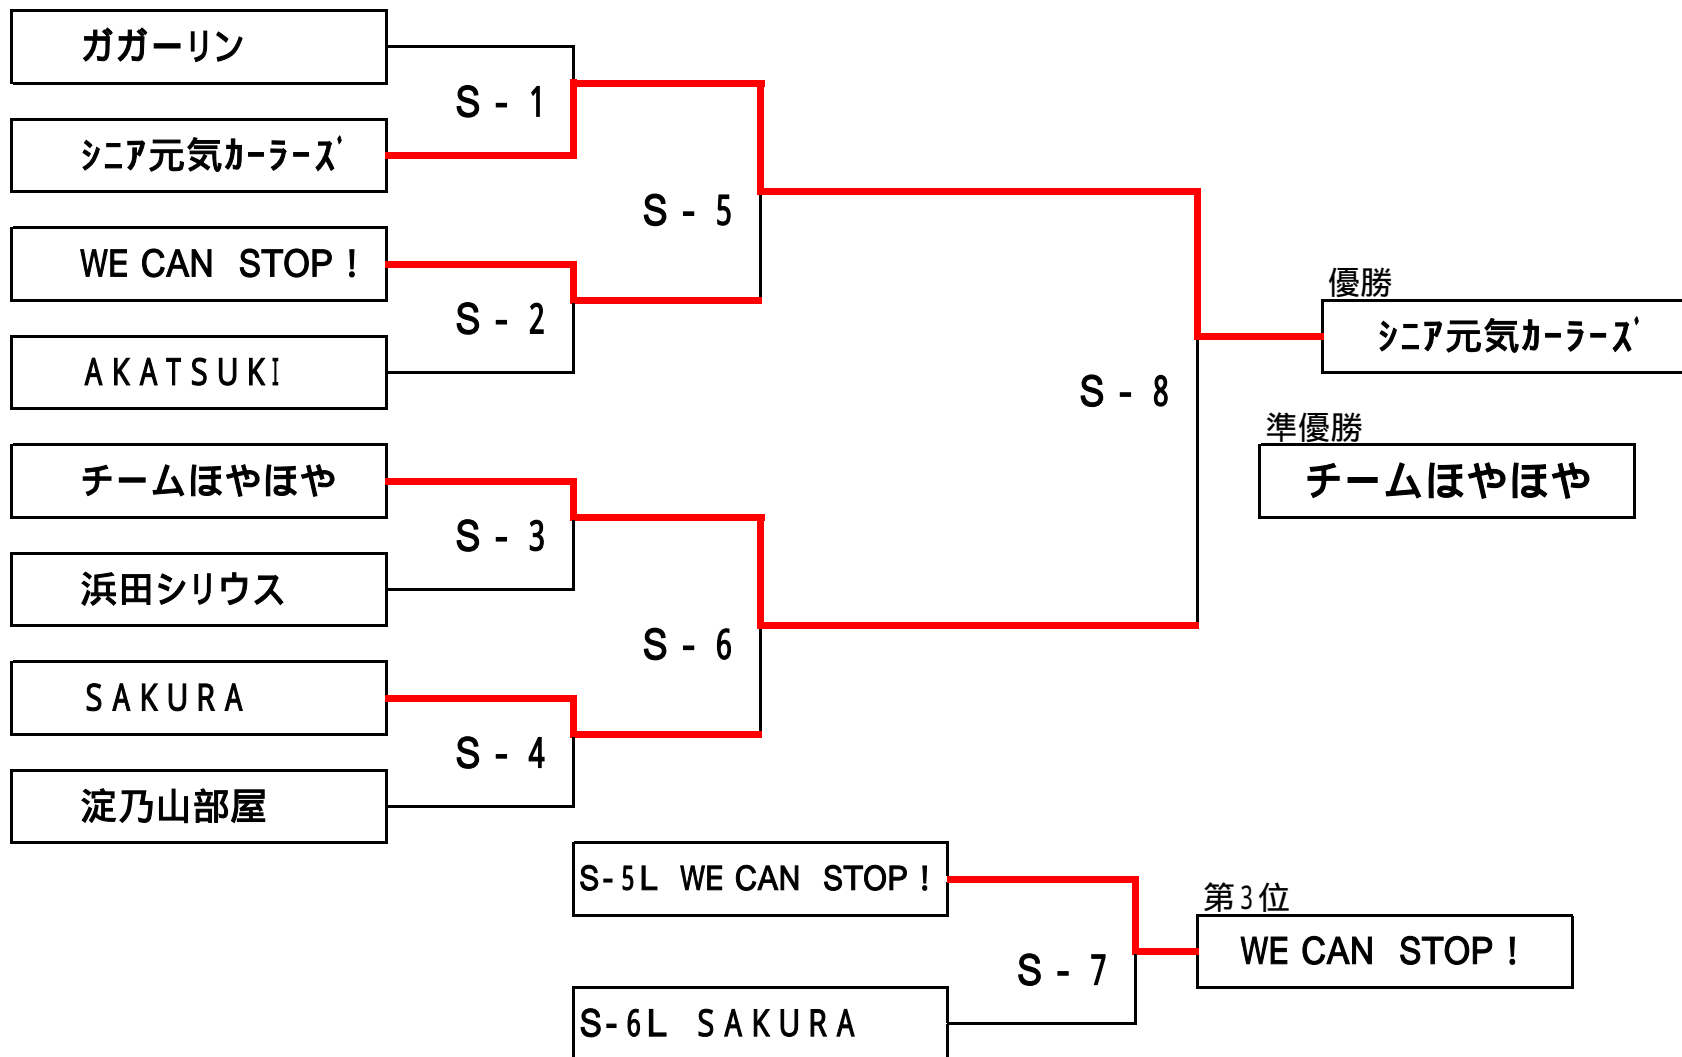 ガガーリン
S - 1
ｼﾆｱ元気ｶｰﾗｰｽﾞ
S - 5
WE CAN　STOP！
S - 2
優勝
ｼﾆｱ元気ｶｰﾗｰｽﾞ
ＡＫＡＴＳＵＫＩ
S - 8
準優勝
チームほやほや
チームほやほや
S - 3
浜田シリウス
S - 6
ＳＡＫＵＲＡ
S - 4
淀乃山部屋
S-5L　WE CAN　STOP！
第3位
WE CAN　STOP！
S - 7
S-6L　ＳＡＫＵＲＡ